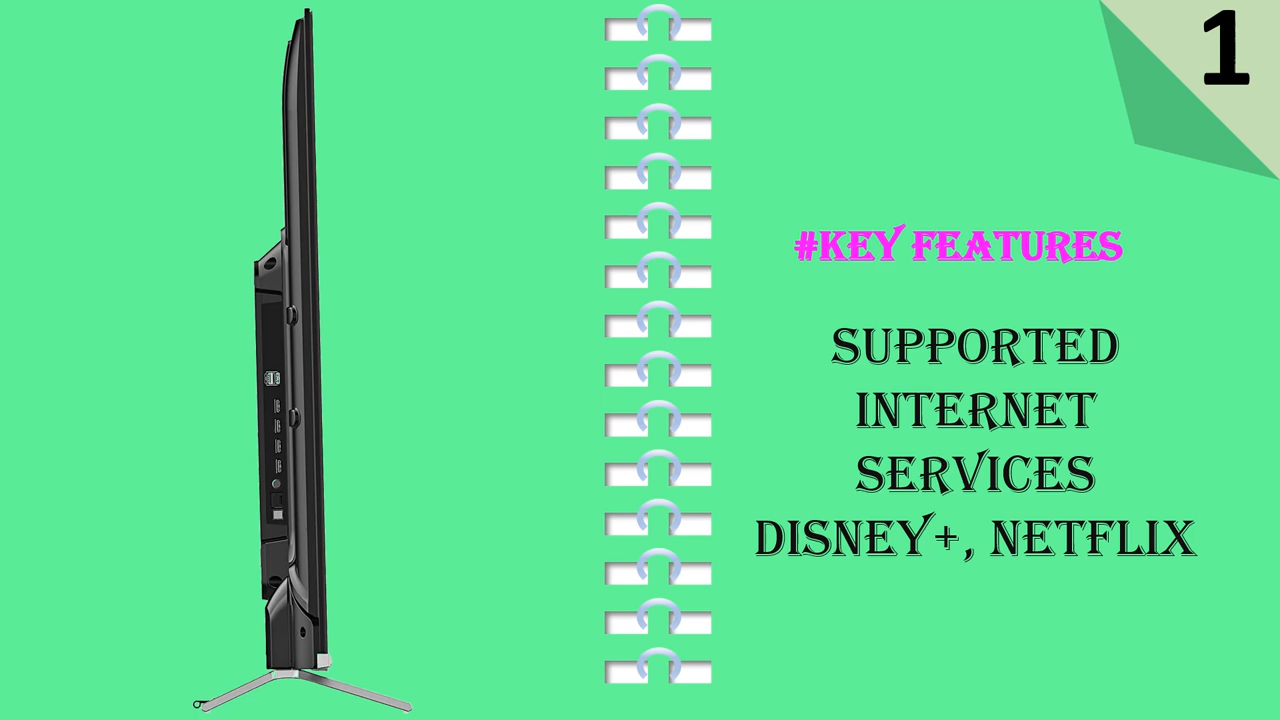 1
#KEY FEATURES
SUPPORTED
INTERNET
SERVICES
DISNEY+, NETFLIX